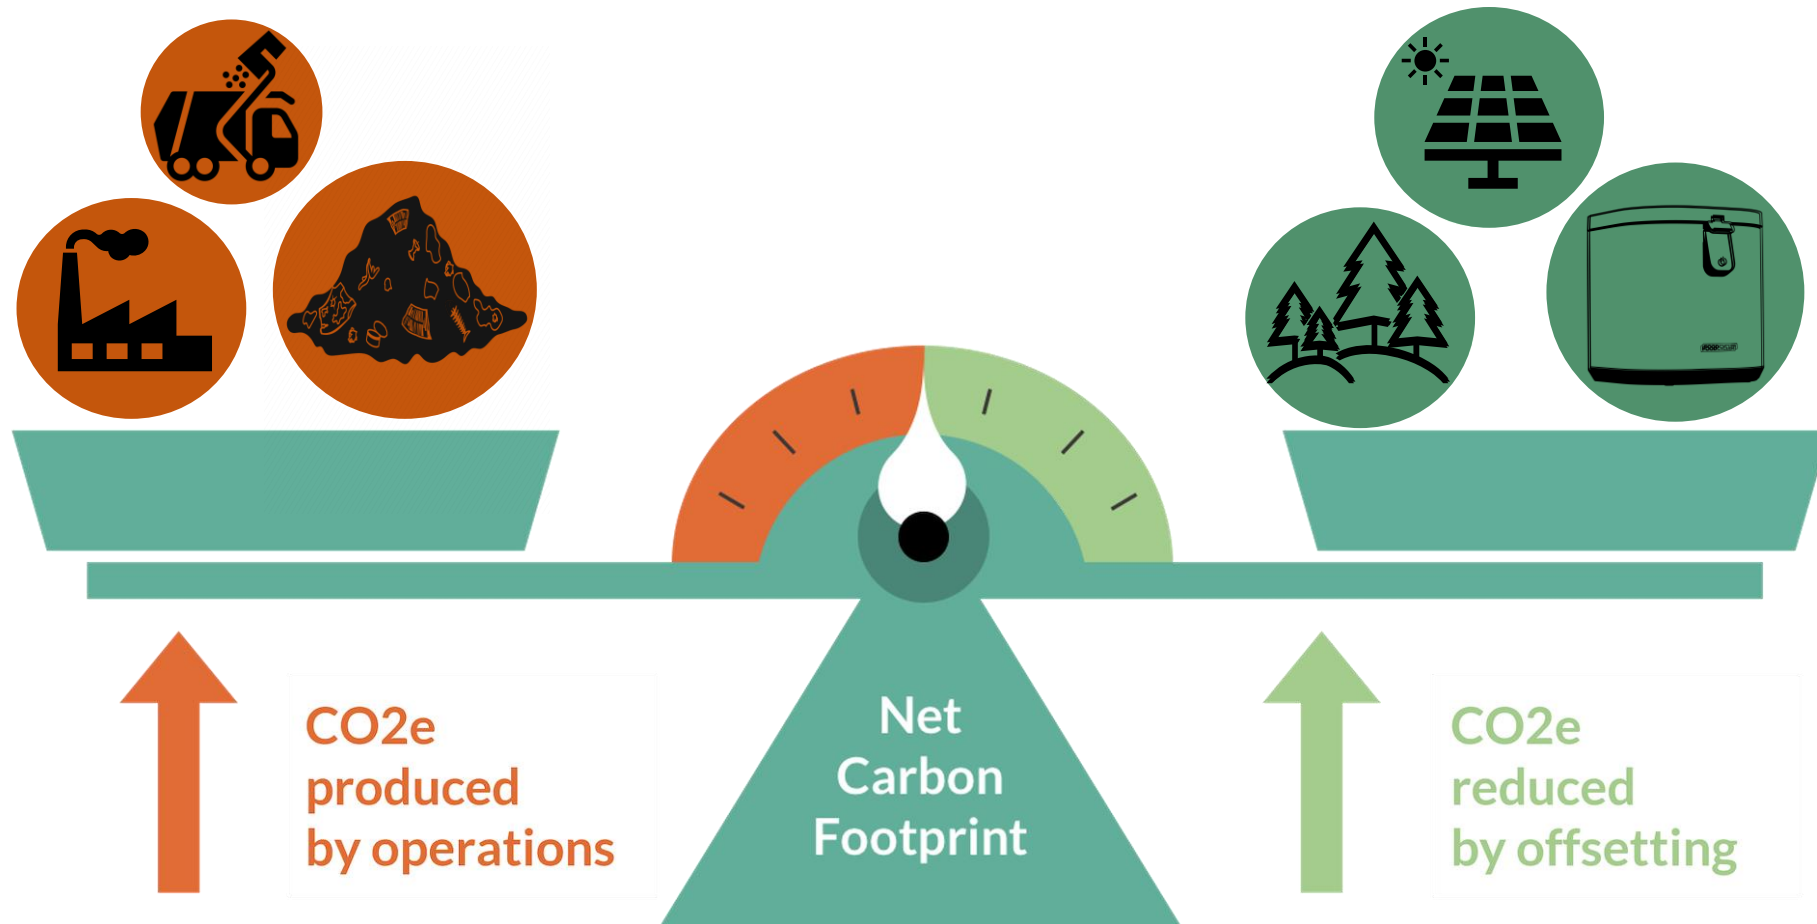 CO2e
produced
by operations
Net
Carbon
Footprint
CO2e
reduced
by offsetting